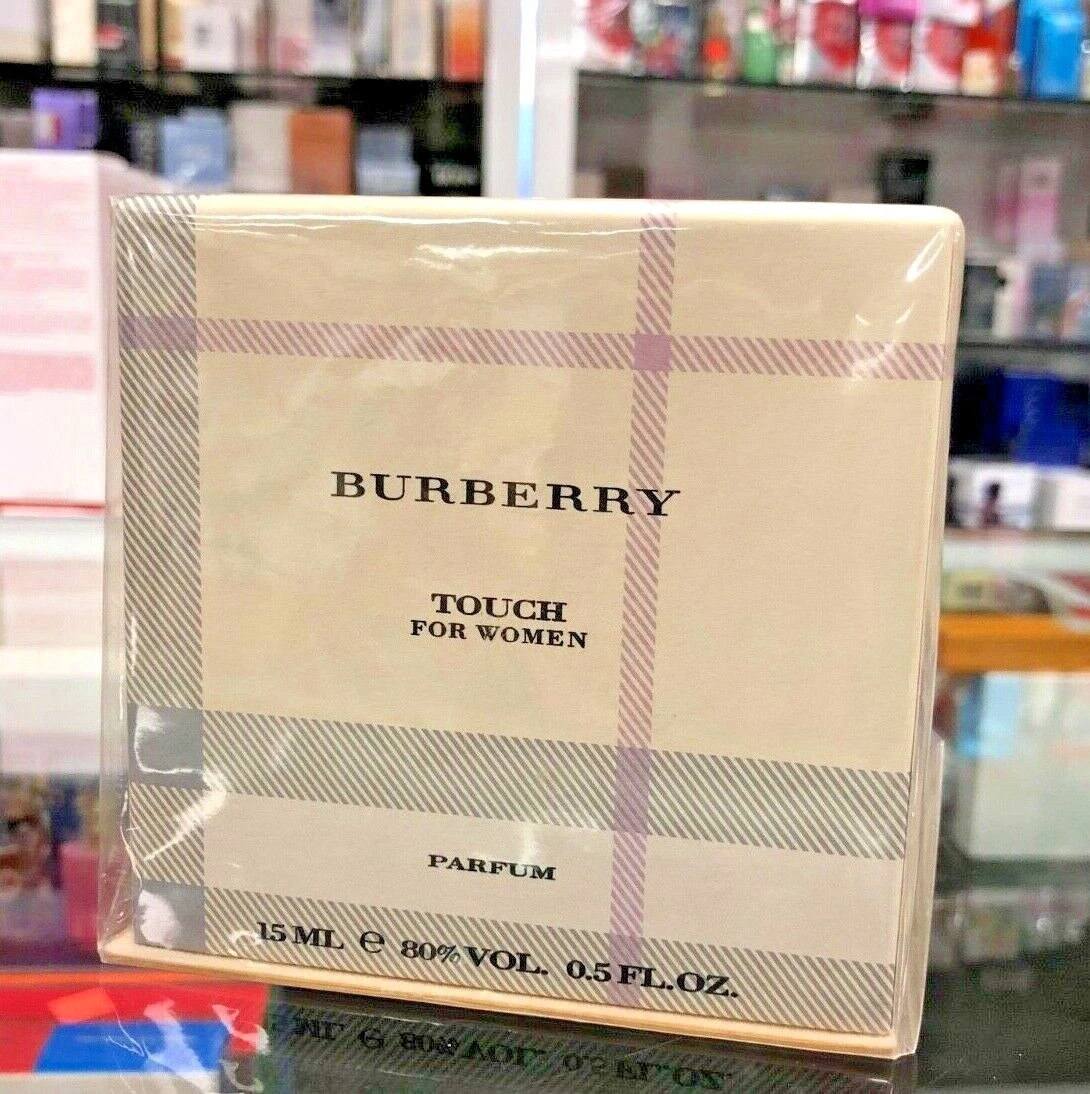 BURBERRY
TOUCH
FOR WOMEN
PARFUM
15 ML ℮ 80% VOL. 0.5 FL.OZ.